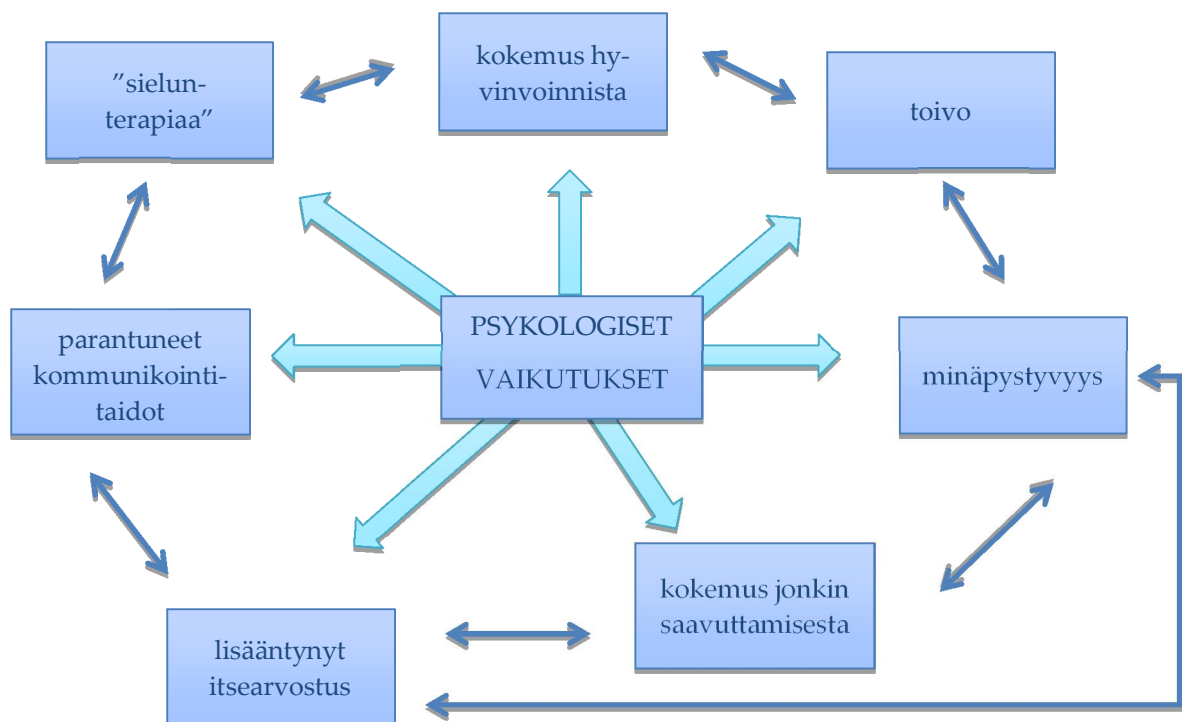 ”sielun-
terapiaa”
kokemus hy-
vinvoinnista
toivo
parantuneet
kommunikointi-
taidot
PSYKOLOGISET
VAIKUTUKSET
minäpystyvyys
lisääntynyt
itsearvostus
kokemus jonkin
saavuttamisesta